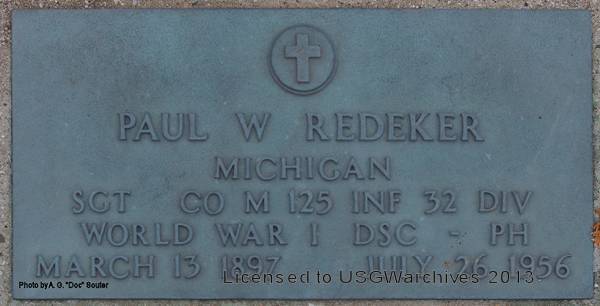 PAUL W REDEKER
MICHIGAN
SGT CO M 125 INF 32 DIV
WORLD WAR I DSC - PH
MARCH 13 1897 JULY 26 1956
Licensed to USGWarchives 2013
Photo by A. G. "Doc" Souter